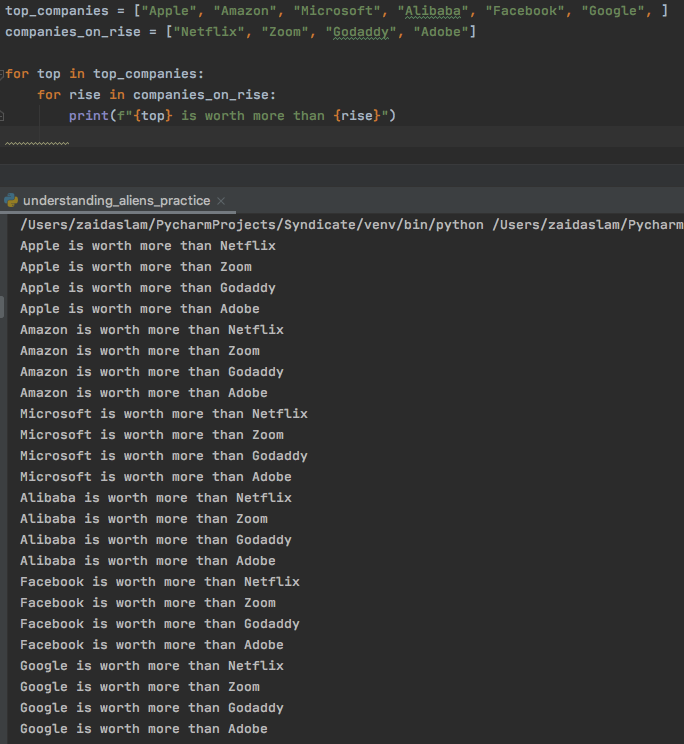 top_companies = ["Apple", "Amazon", "Microsoft", "Alibaba", "Facebook", "Google", ]
companies_on_rise = ["Netflix", "Zoom", "Godaddy", "Adobe"]
for top in top_companies:
    for rise in companies_on_rise:
        print(f"{top} is worth more than {rise}")
understanding_aliens_practice ×
/Users/zaidaslam/PycharmProjects/Syndicate/venv/bin/python /Users/zaidaslam/Pycharm
Apple is worth more than Netflix
Apple is worth more than Zoom
Apple is worth more than Godaddy
Apple is worth more than Adobe
Amazon is worth more than Netflix
Amazon is worth more than Zoom
Amazon is worth more than Godaddy
Amazon is worth more than Adobe
Microsoft is worth more than Netflix
Microsoft is worth more than Zoom
Microsoft is worth more than Godaddy
Microsoft is worth more than Adobe
Alibaba is worth more than Netflix
Alibaba is worth more than Zoom
Alibaba is worth more than Godaddy
Alibaba is worth more than Adobe
Facebook is worth more than Netflix
Facebook is worth more than Zoom
Facebook is worth more than Godaddy
Facebook is worth more than Adobe
Google is worth more than Netflix
Google is worth more than Zoom
Google is worth more than Godaddy
Google is worth more than Adobe